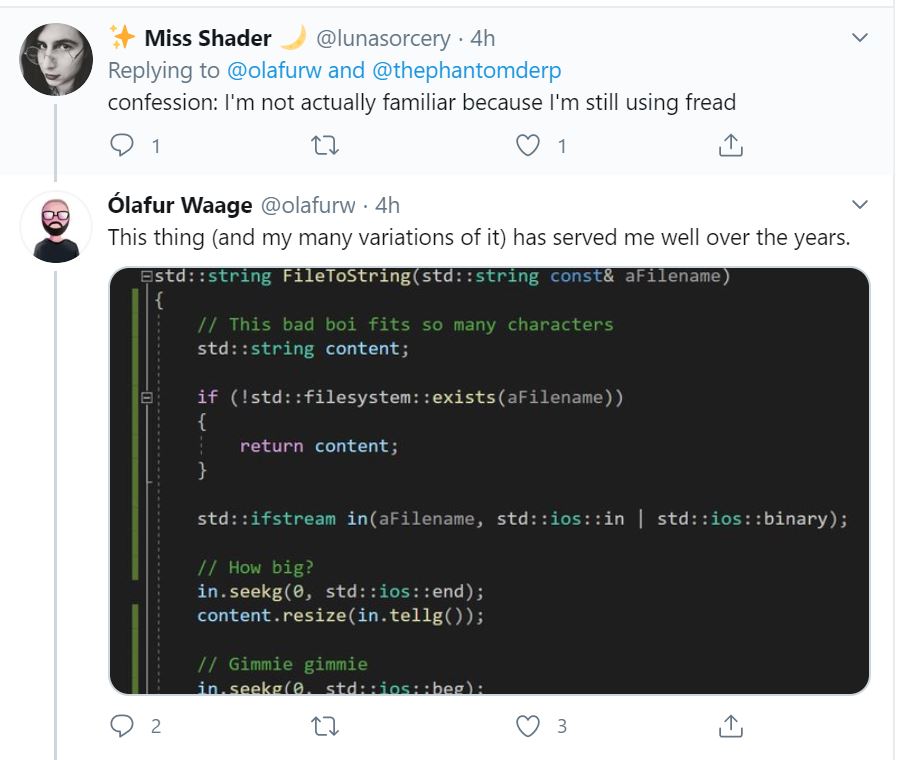 ✨ Miss Shader 🌙 @lunasorcery · 4h
Replying to @olafurw and @thephantomderp
confession: I'm not actually familiar because I'm still using fread
1 1
Ólafur Waage @olafurw · 4h
This thing (and my many variations of it) has served me well over the years.
std::string FileToString(std::string const& aFilename)
{
// This bad boi fits so many characters
std::string content;
if (!std::filesystem::exists(aFilename))
{
return content;
}
std::ifstream in(aFilename, std::ios::in | std::ios::binary);
// How big?
in.seekg(0, std::ios::end);
content.resize(in.tellg());
// Gimmie gimmie
in.seekg(0, std::ios::beg);
2 3